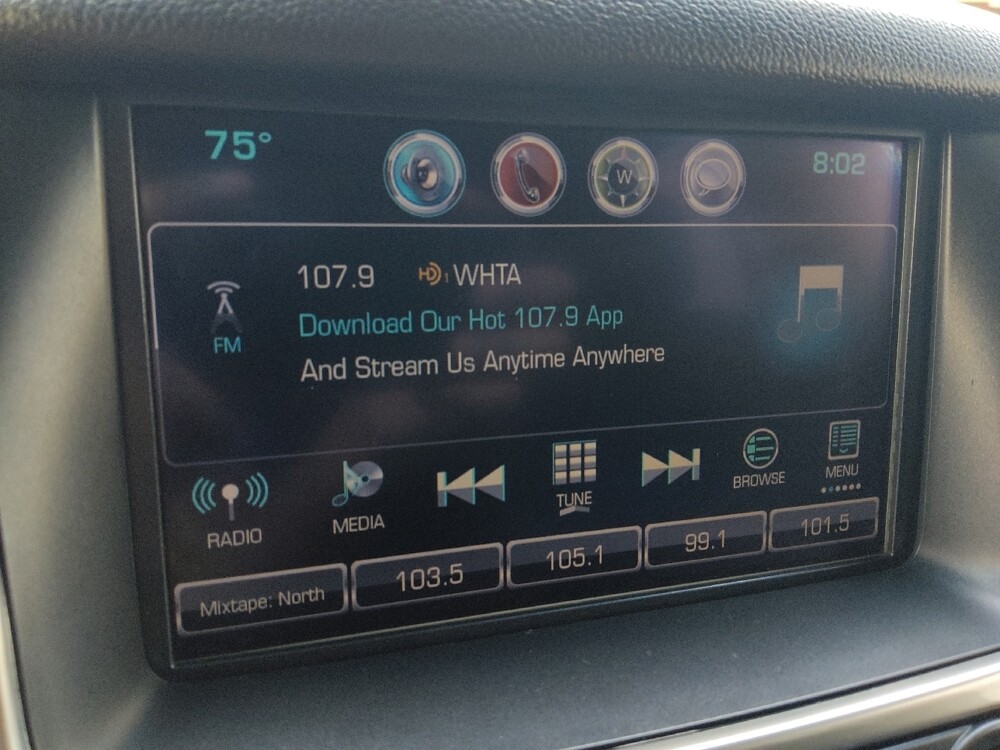 75°
W
8:02
107.9 HD1 WHTA
FM
Download Our Hot 107.9 App
And Stream Us Anytime Anywhere
RADIO
MEDIA
TUNE
BROWSE
MENU
Mixtape: North
103.5
105.1
99.1
101.5